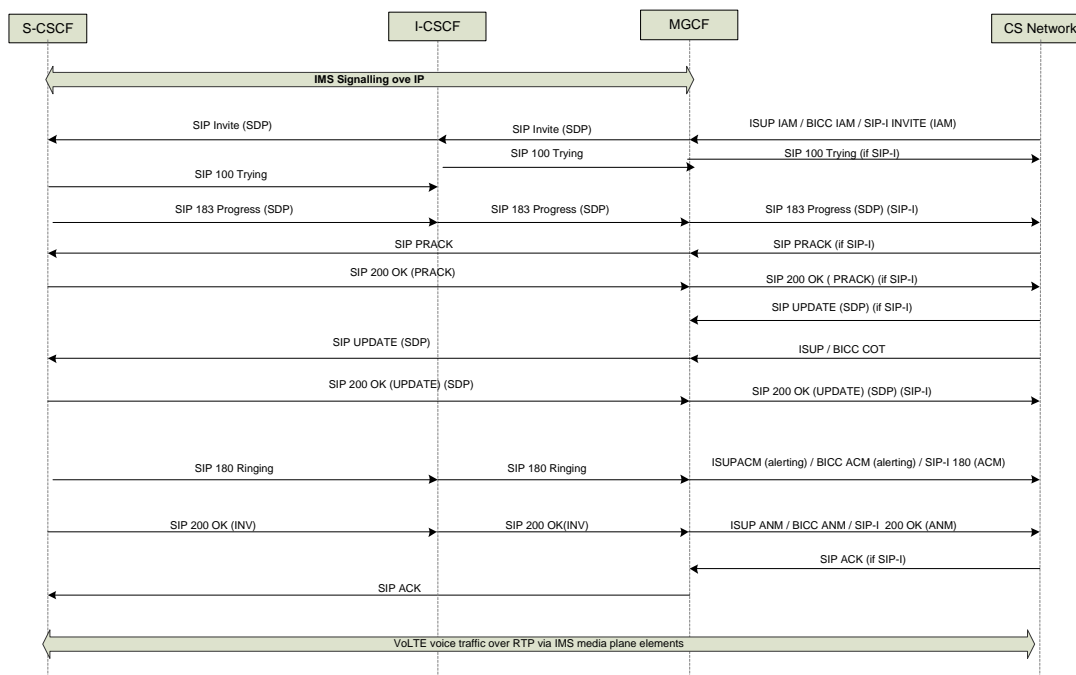 S-CSCF
I-CSCF
MGCF
CS Network
IMS Signalling ove IP
SIP Invite (SDP)
SIP Invite (SDP)
ISUP IAM / BICC IAM / SIP-I INVITE (IAM)
SIP 100 Trying
SIP 100 Trying (if SIP-I)
SIP 100 Trying
SIP 183 Progress (SDP)
SIP 183 Progress (SDP)
SIP 183 Progress (SDP) (SIP-I)
SIP PRACK
SIP PRACK (if SIP-I)
SIP 200 OK (PRACK)
SIP 200 OK ( PRACK) (if SIP-I)
SIP UPDATE (SDP) (if SIP-I)
SIP UPDATE (SDP)
ISUP / BICC COT
SIP 200 OK (UPDATE) (SDP)
SIP 200 OK (UPDATE) (SDP) (SIP-I)
SIP 180 Ringing
SIP 180 Ringing
ISUPACM (alerting) / BICC ACM (alerting) / SIP-I 180 (ACM)
SIP 200 OK (INV)
SIP 200 OK(INV)
ISUP ANM / BICC ANM / SIP-I 200 OK (ANM)
SIP ACK (if SIP-I)
SIP ACK
VoLTE voice traffic over RTP via IMS media plane elements